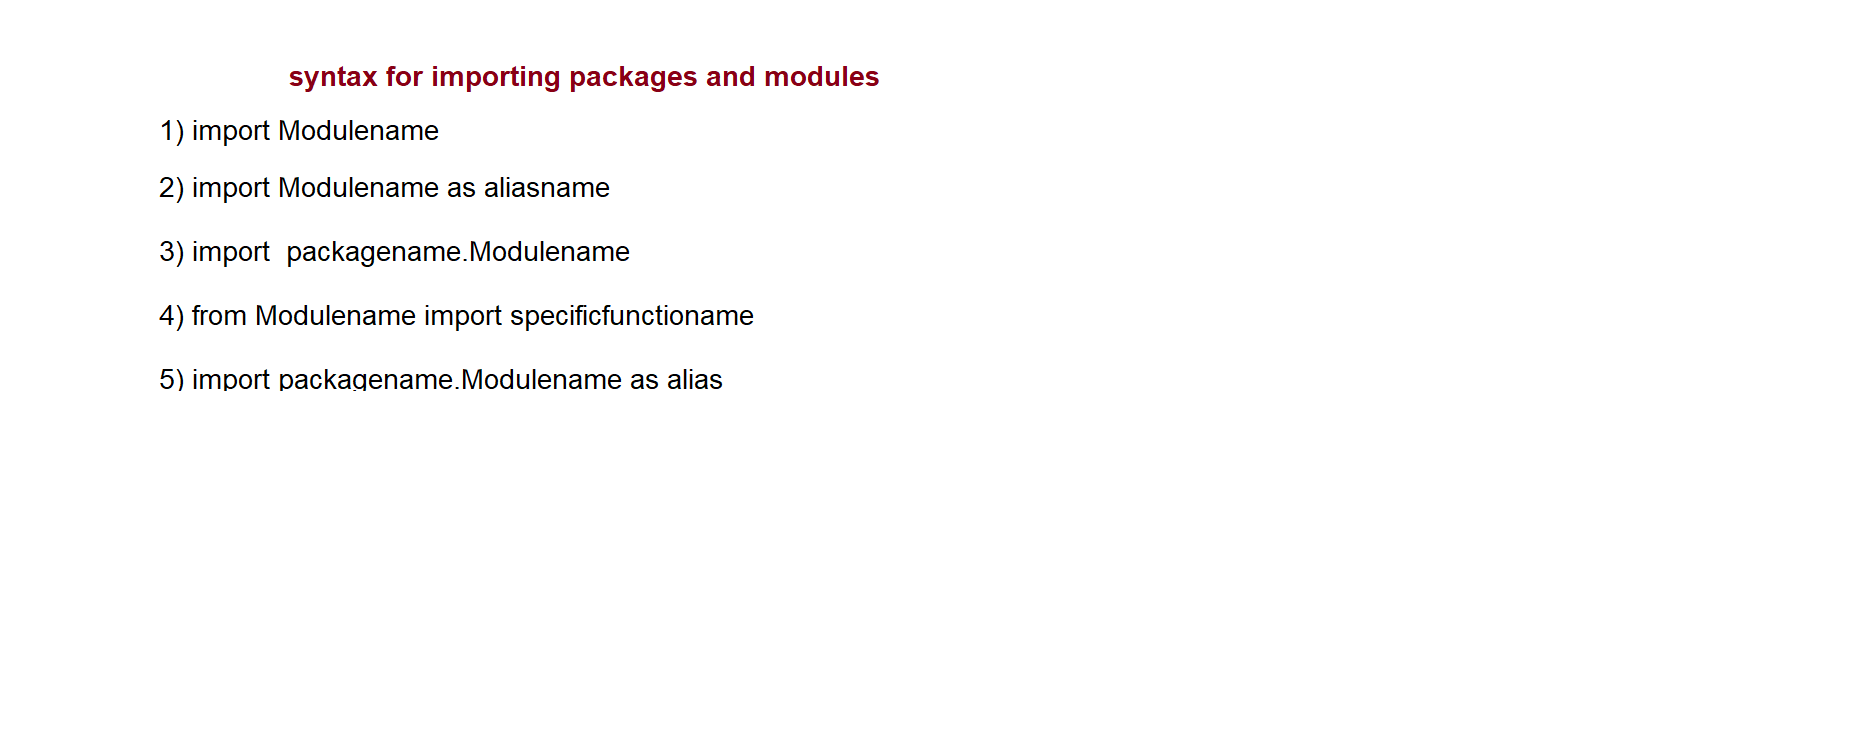 syntax for importing packages and modules
1) import Modulename
2) import Modulename as aliasname
3) import  packagename.Modulename
4) from Modulename import specificfunctioname
5) import packagename.Modulename as alias